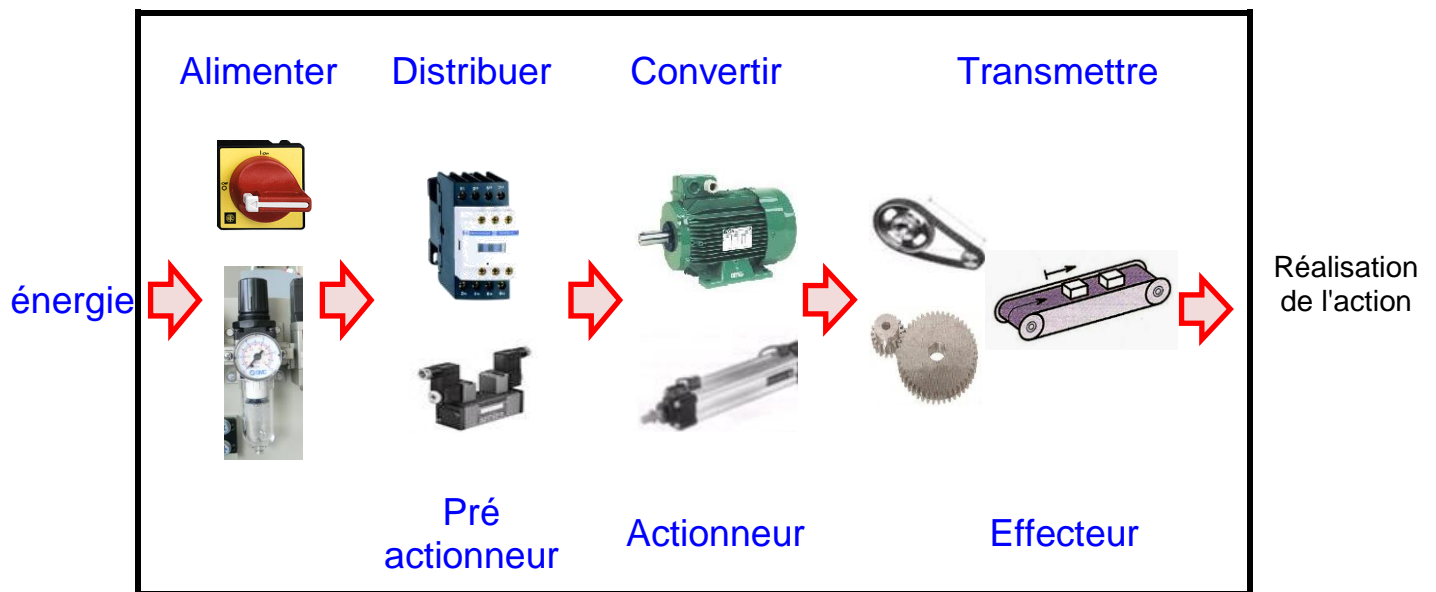 Alimenter
Distribuer
Convertir
Transmettre
énergie
Réalisation
de l'action
Pré
actionneur
Actionneur
Effecteur